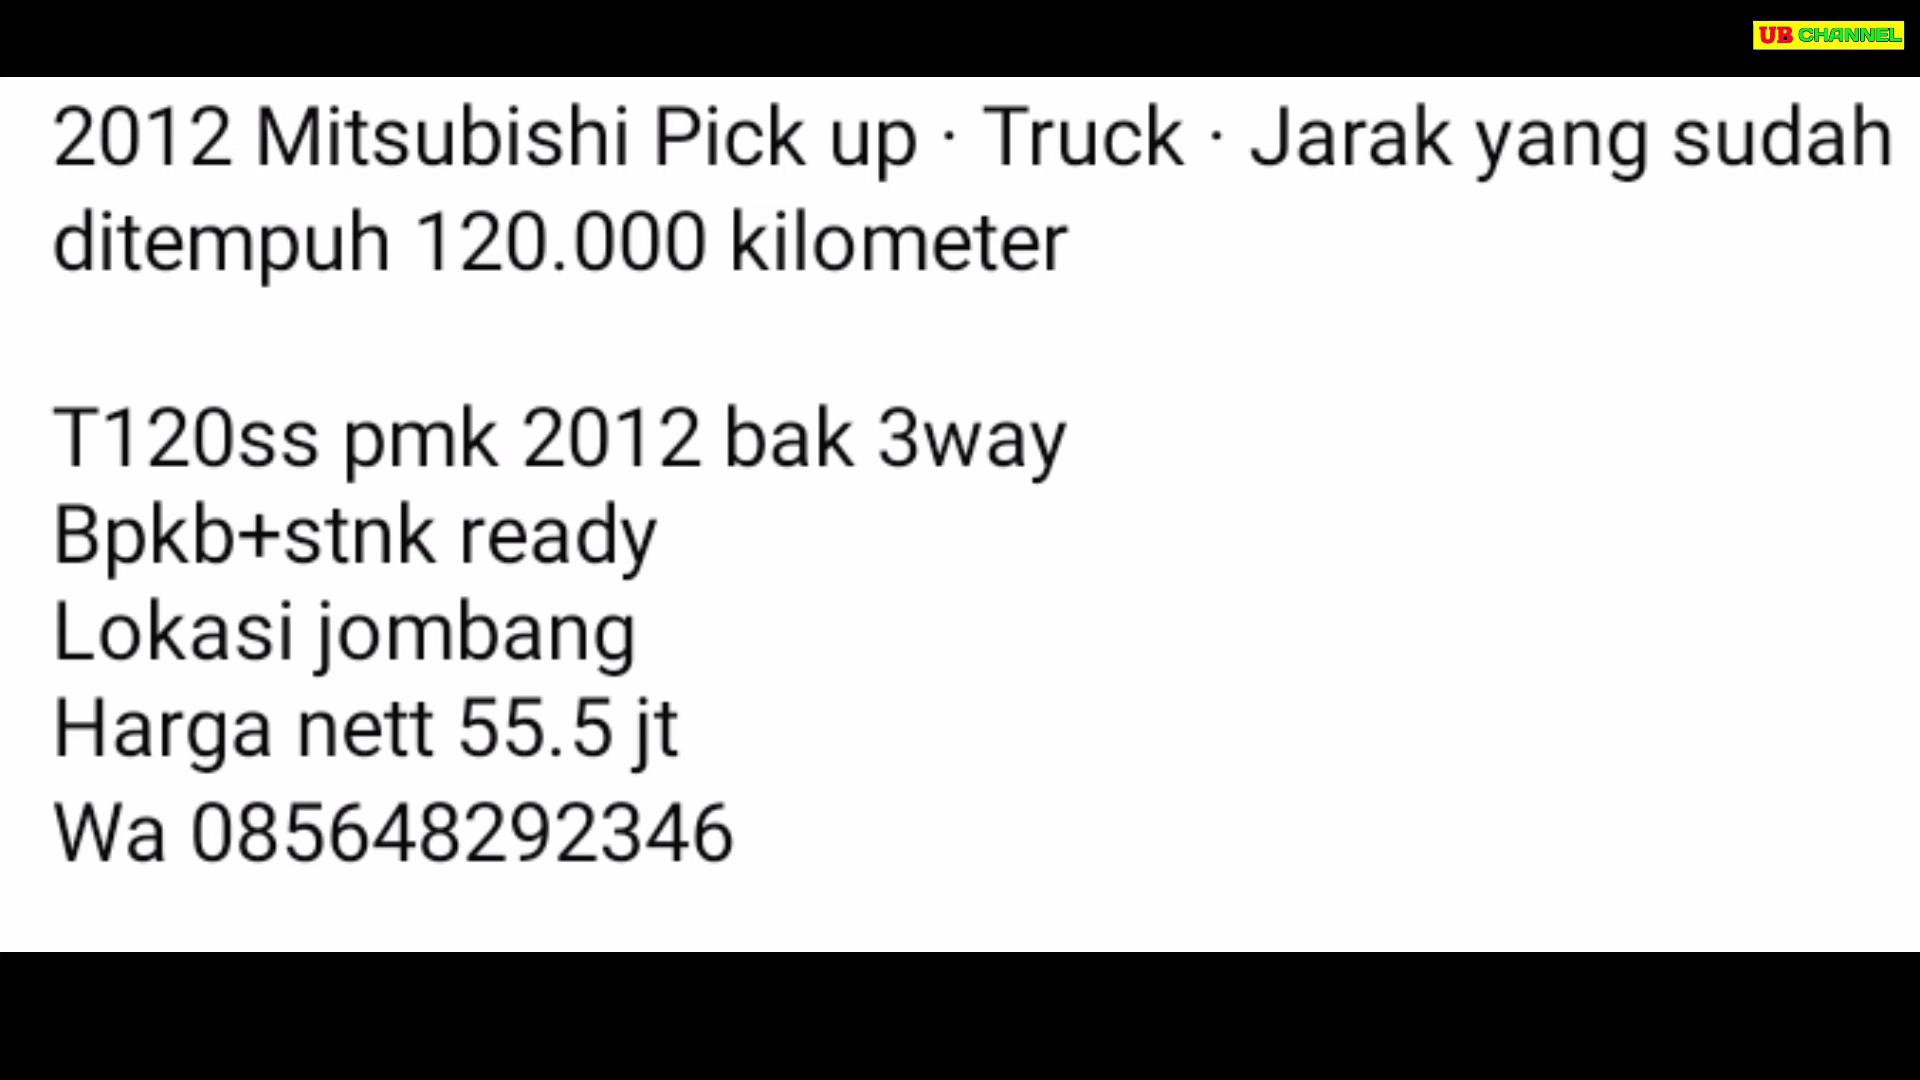 UB CHANNEL
2012 Mitsubishi Pick up · Truck · Jarak yang sudah
ditempuh 120.000 kilometer
T120ss pmk 2012 bak 3way
Bpkb+stnk ready
Lokasi jombang
Harga nett 55.5 jt
Wa 085648292346